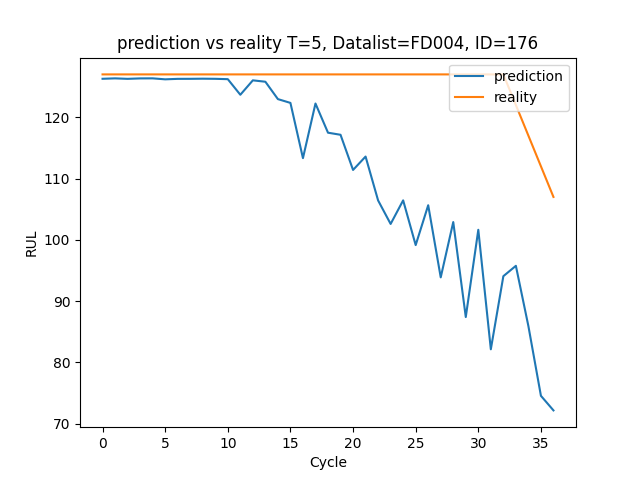 prediction vs reality T=5, Datalist=FD004, ID=176
prediction
reality
RUL
120
110
100
90
80
70
0 5 10 15 20 25 30 35
Cycle